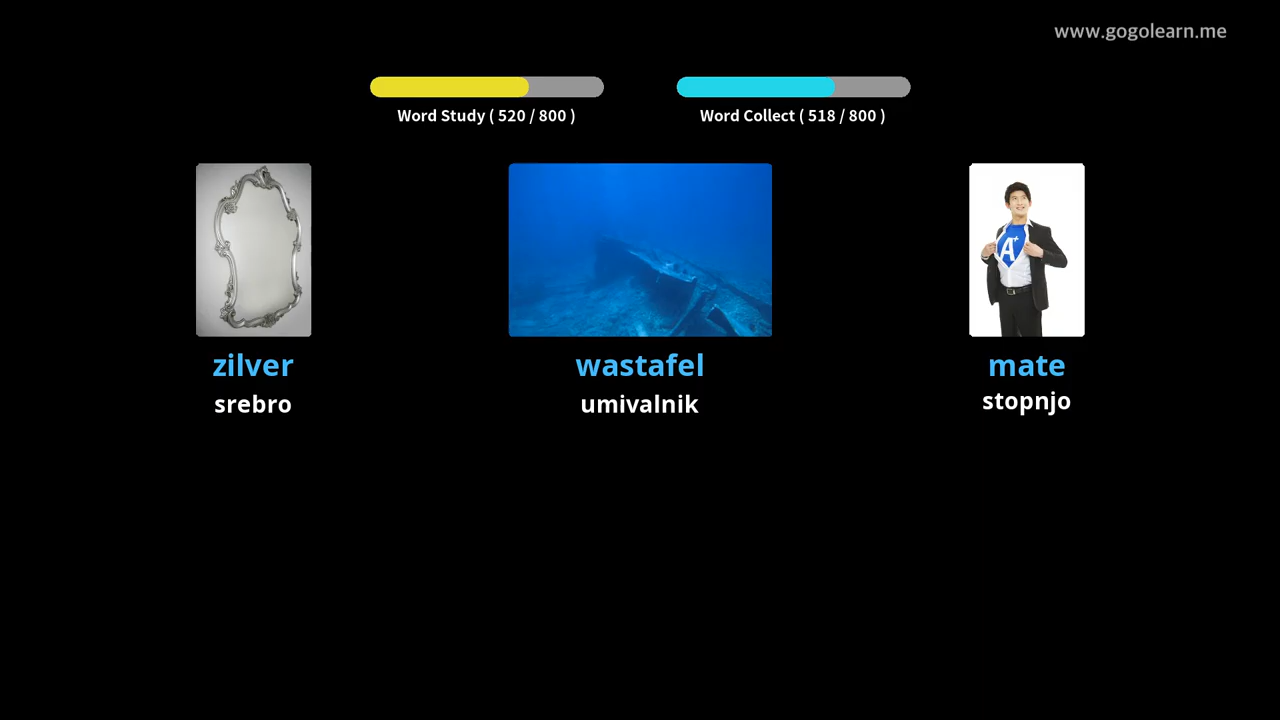 www.gogolearn.me
Word Study ( 520 / 800 )
Word Collect ( 518 / 800 )
A+
zilver
wastafel
mate
srebro
umivalnik
stopnjo